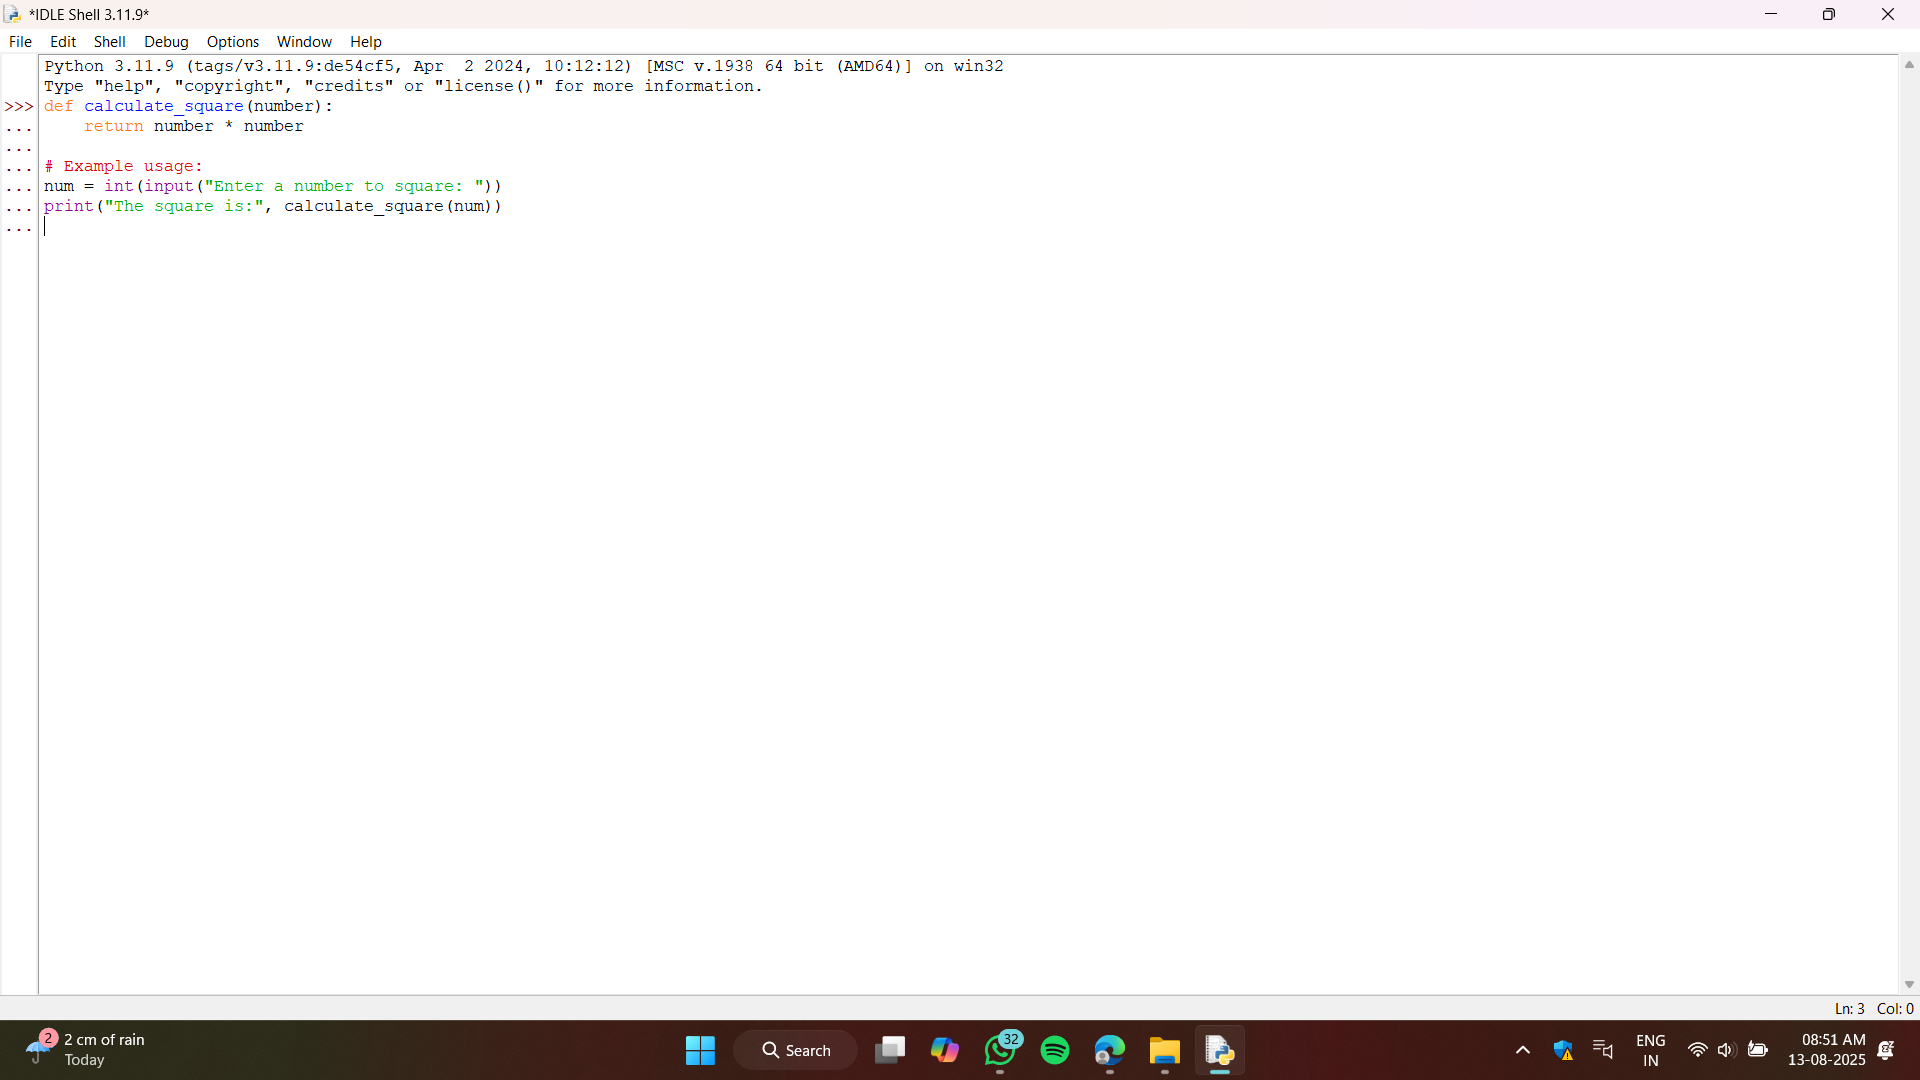 *IDLE Shell 3.11.9*
File Edit Shell Debug Options Window Help
Python 3.11.9 (tags/v3.11.9:de54cf5, Apr  2 2024, 10:12:12) [MSC v.1938 64 bit (AMD64)] on win32
Type "help", "copyright", "credits" or "license()" for more information.
>>> def calculate_square(number):
...     return number * number
...
... # Example usage:
... num = int(input("Enter a number to square: "))
... print("The square is:", calculate_square(num))
...
Ln: 3 Col: 0
2 2 cm of rain
Today
Search
32
ENG
IN
08:51 AM
13-08-2025